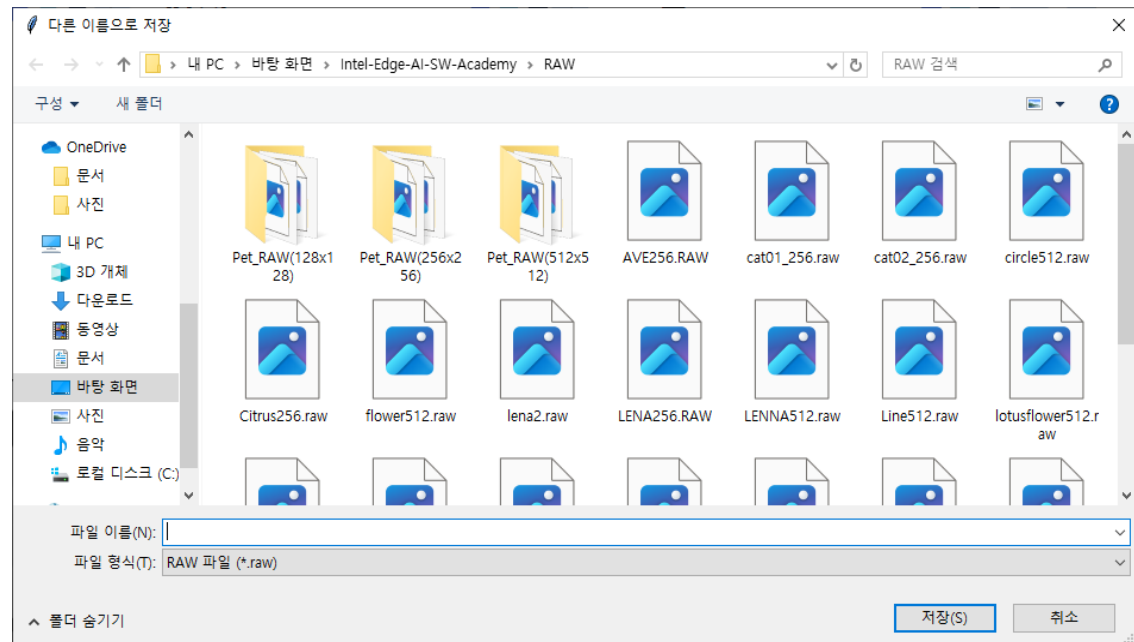 다른 이름으로 저장
내 PC > 바탕 화면 > Intel-Edge-AI-SW-Academy > RAW
RAW 검색
구성
새 폴더
OneDrive
문서
사진
내 PC
3D 개체
다운로드
동영상
문서
바탕 화면
사진
음악
로컬 디스크 (C:)
Pet_RAW(128x1
28)
Pet_RAW(256x2
56)
Pet_RAW(512x5
12)
AVE256.RAW
cat01_256.raw
cat02_256.raw
circle512.raw
Citrus256.raw
flower512.raw
lena2.raw
LENA256.RAW
LENNA512.raw
Line512.raw
lotusflower512.r
aw
파일 이름(N):
파일 형식(T): RAW 파일 (*.raw)
폴더 숨기기
저장(S)
취소